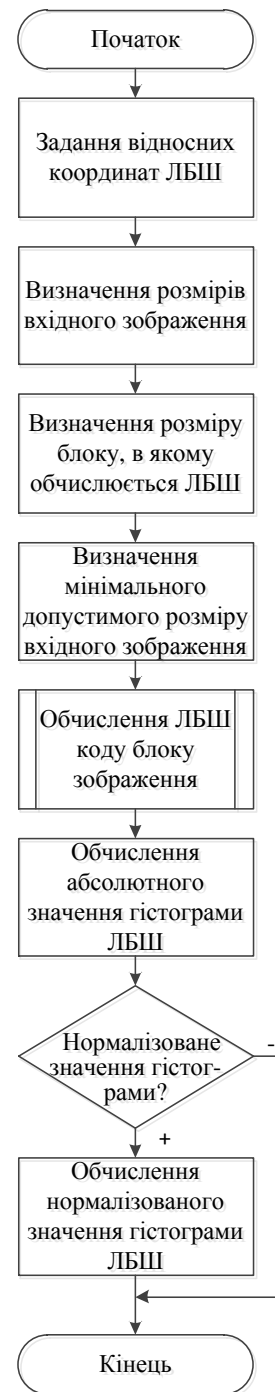 Початок
Задання відносних
координат ЛБШ
Визначення розмірів
вхідного зображення
Визначення розміру
блоку, в якому
обчислюється ЛБШ
Визначення
мінімального
допустимого розміру
вхідного зображення
Обчислення ЛБШ
коду блоку
зображення
Обчислення
абсолютного
значення гістограми
ЛБШ
Нормалізоване
значення гістог-
рами?
-
+
Обчислення
нормалізованого
значення гістограми
ЛБШ
Кінець